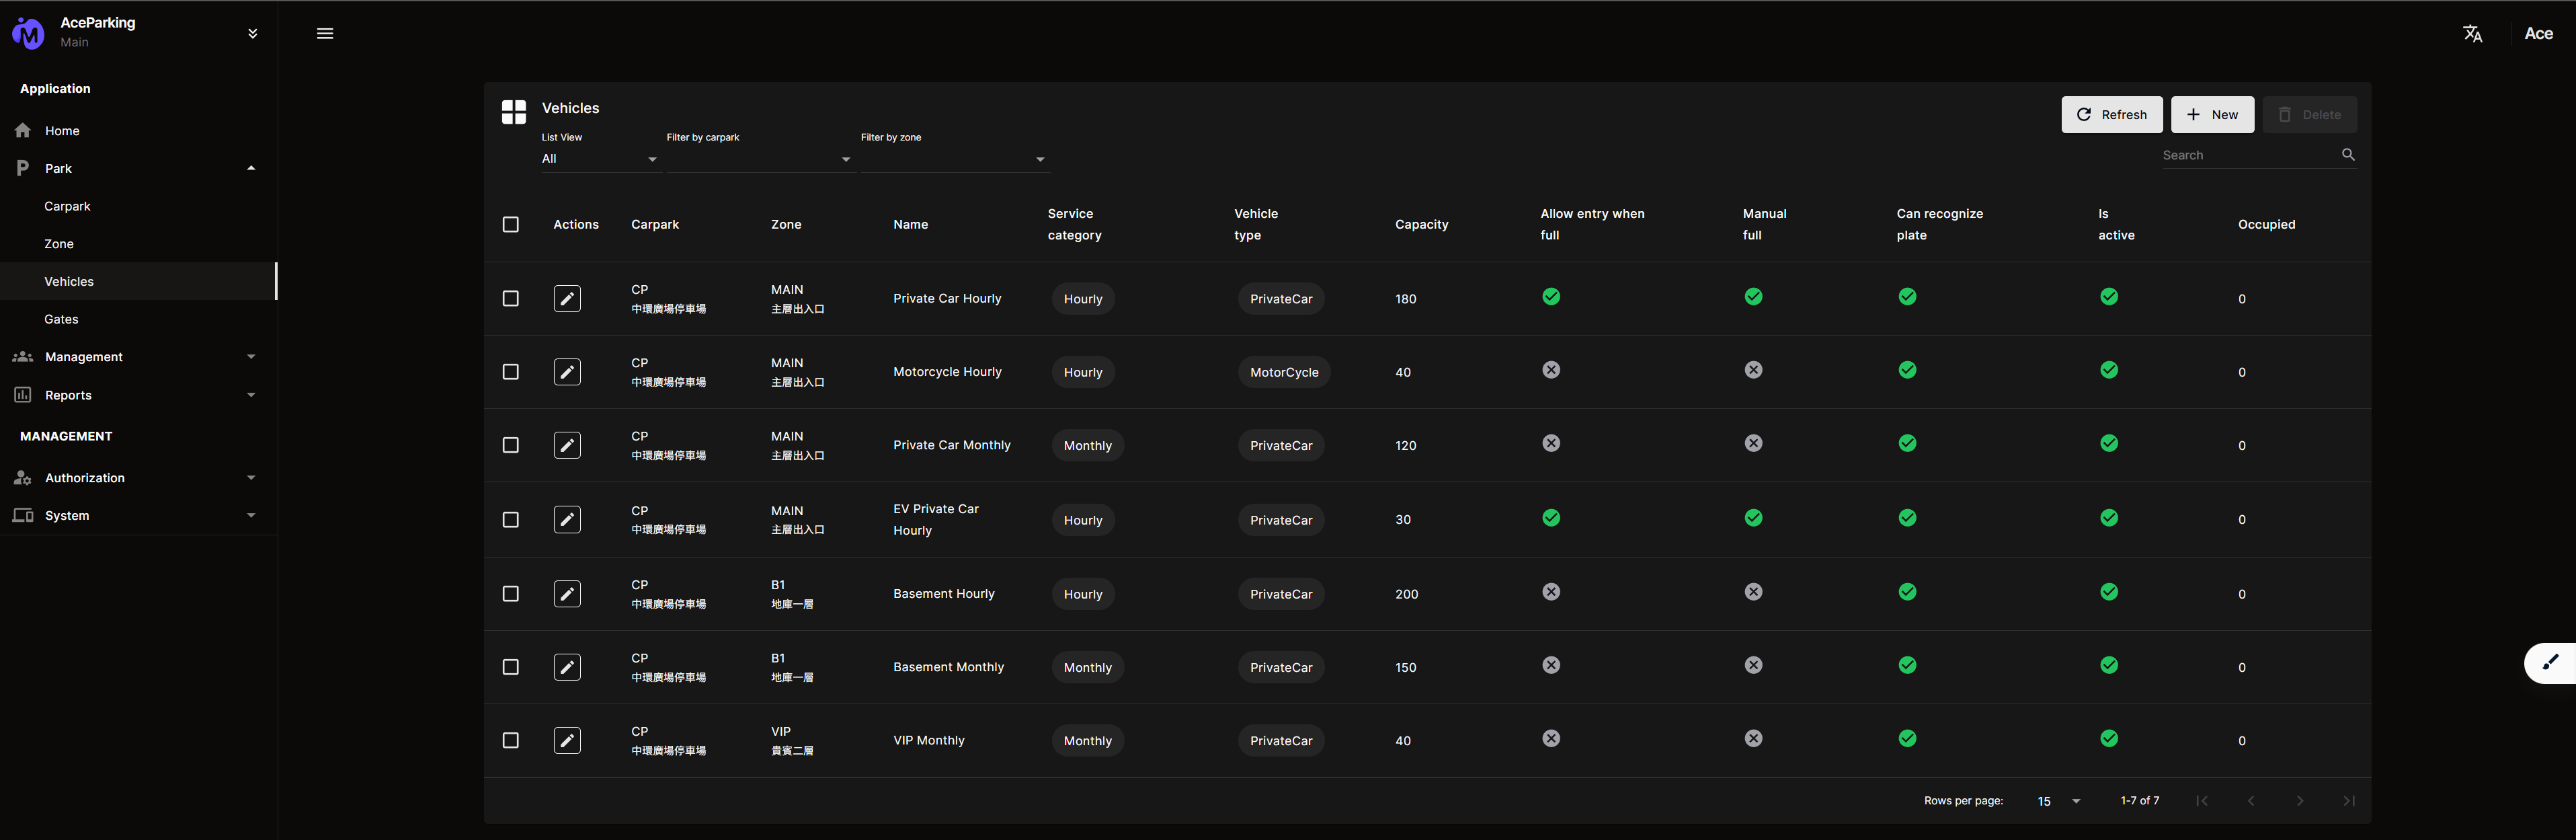 AceParking
Main
Ace
Application
Home
Park
Carpark
Zone
Vehicles
Gates
Management
Reports
MANAGEMENT
Authorization
System
Vehicles
List View
Filter by carpark
Filter by zone
All
Refresh
New
Delete
Search
Actions
Carpark
Zone
Name
Service
category
Vehicle
type
Capacity
Allow entry when
full
Manual
full
Can recognize
plate
Is
active
Occupied
CP
中環廣場停車場
MAIN
主層出入口
Private Car Hourly
Hourly
PrivateCar
180
0
CP
中環廣場停車場
MAIN
主層出入口
Motorcycle Hourly
Hourly
MotorCycle
40
0
CP
中環廣場停車場
MAIN
主層出入口
Private Car Monthly
Monthly
PrivateCar
120
0
CP
中環廣場停車場
MAIN
主層出入口
EV Private Car
Hourly
Hourly
PrivateCar
30
0
CP
中環廣場停車場
B1
地庫一層
Basement Hourly
Hourly
PrivateCar
200
0
CP
中環廣場停車場
B1
地庫一層
Basement Monthly
Monthly
PrivateCar
150
0
CP
中環廣場停車場
VIP
貴賓二層
VIP Monthly
Monthly
PrivateCar
40
0
Rows per page:
15
1-7 of 7